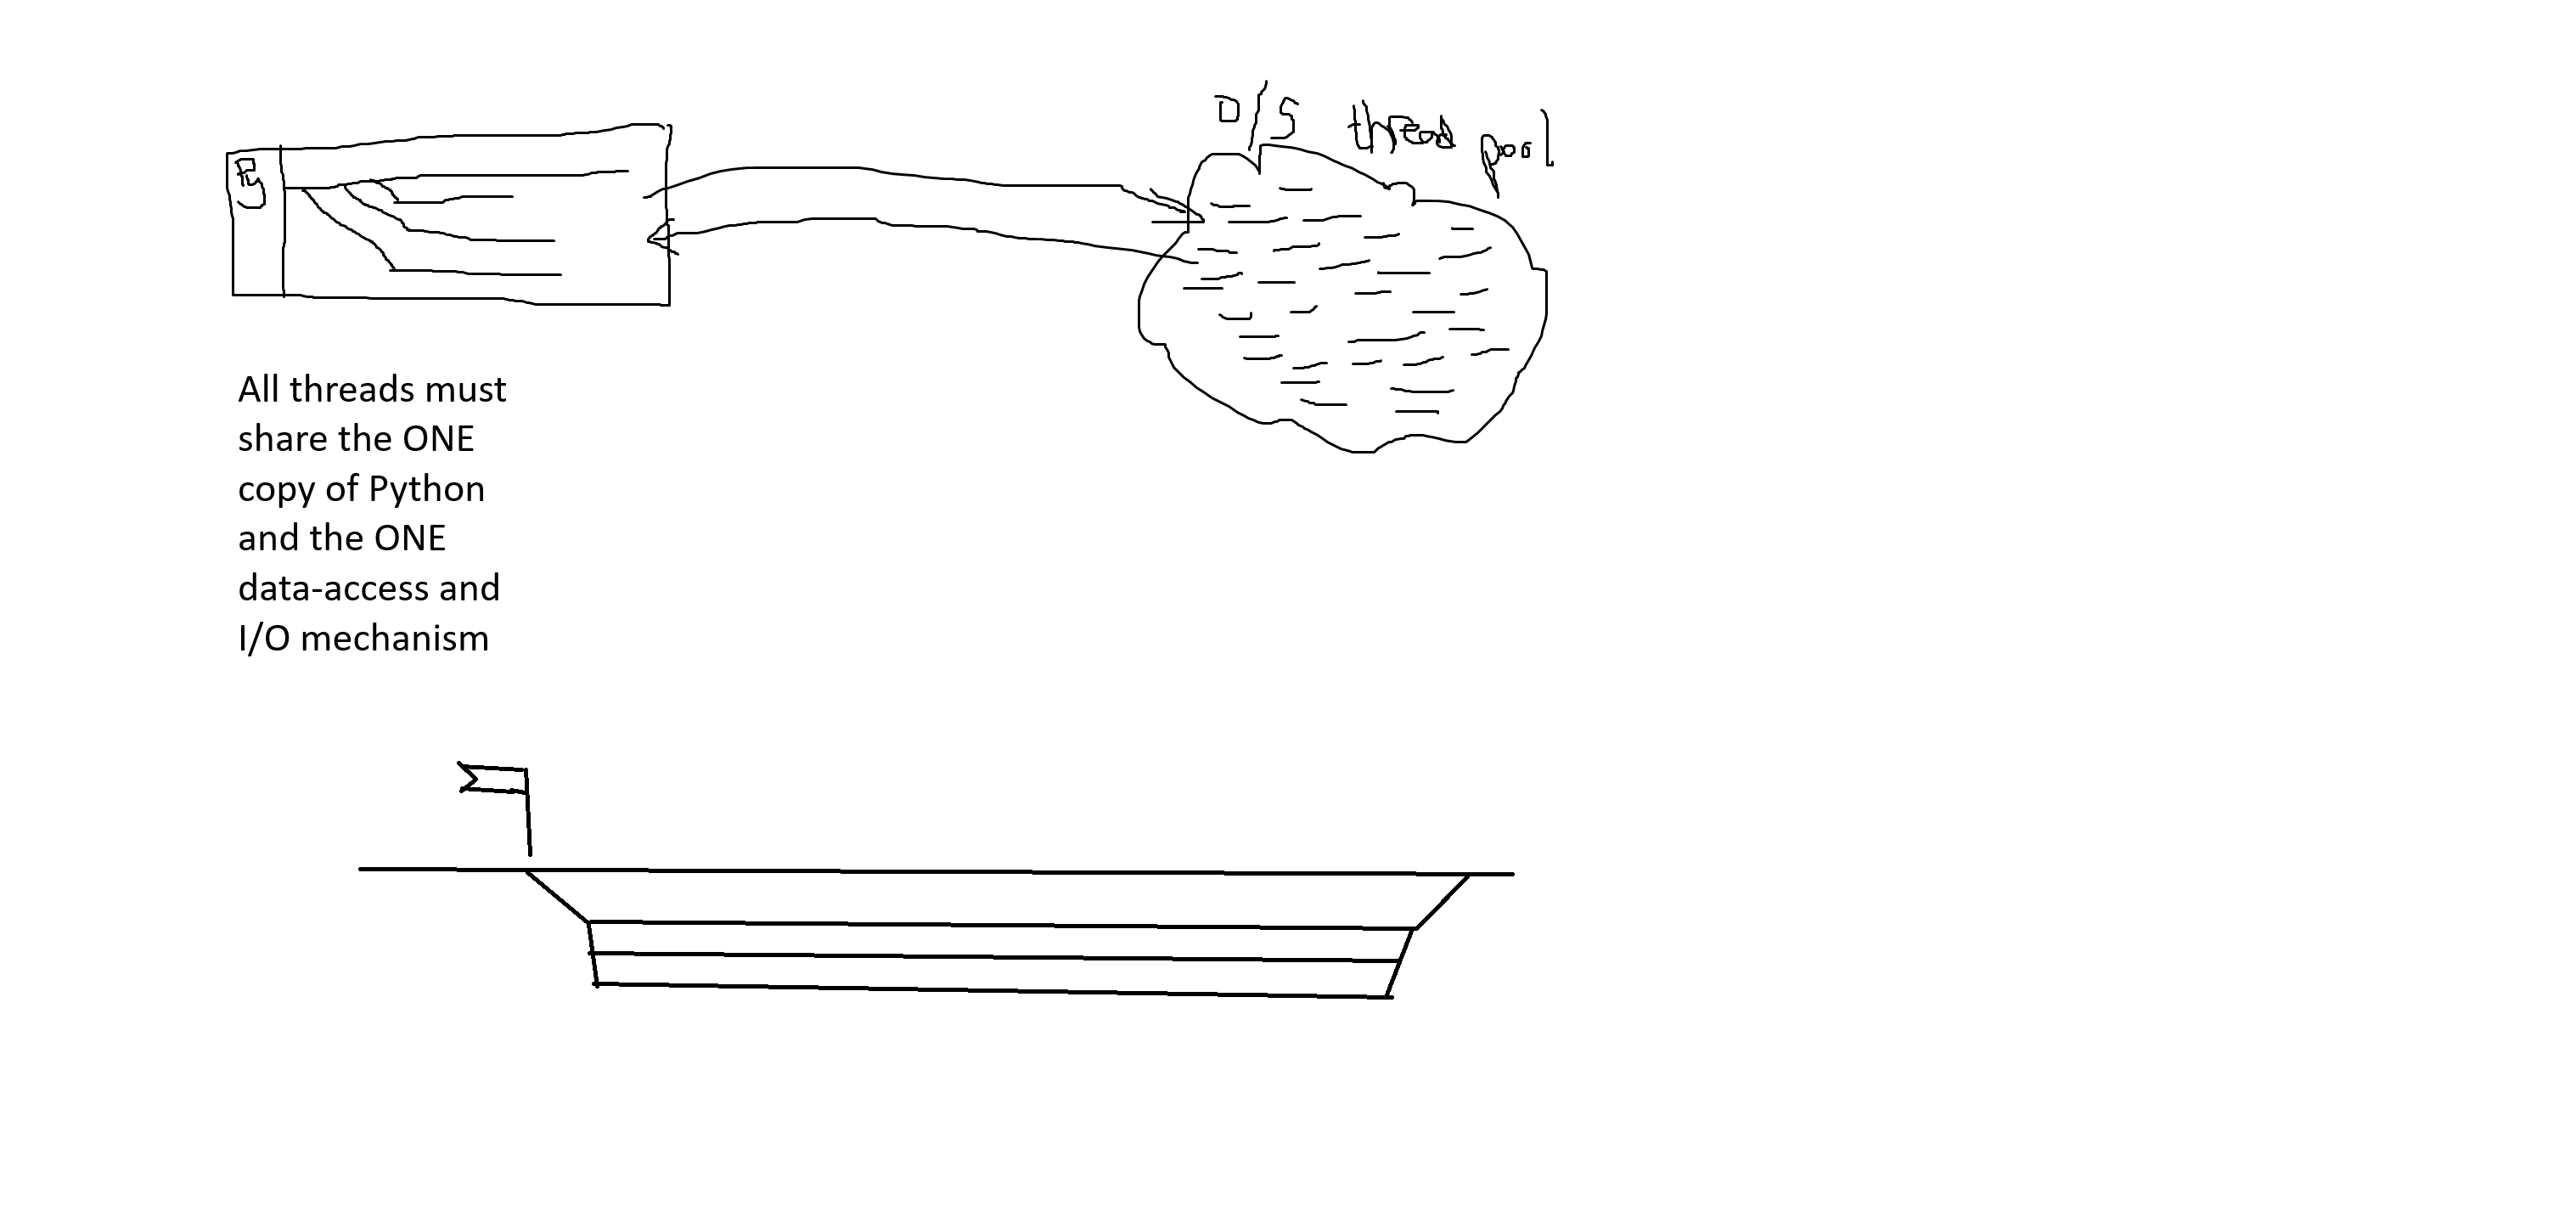 O/S thread pool
Py
All threads must
share the ONE
copy of Python
and the ONE
data-access and
I/O mechanism